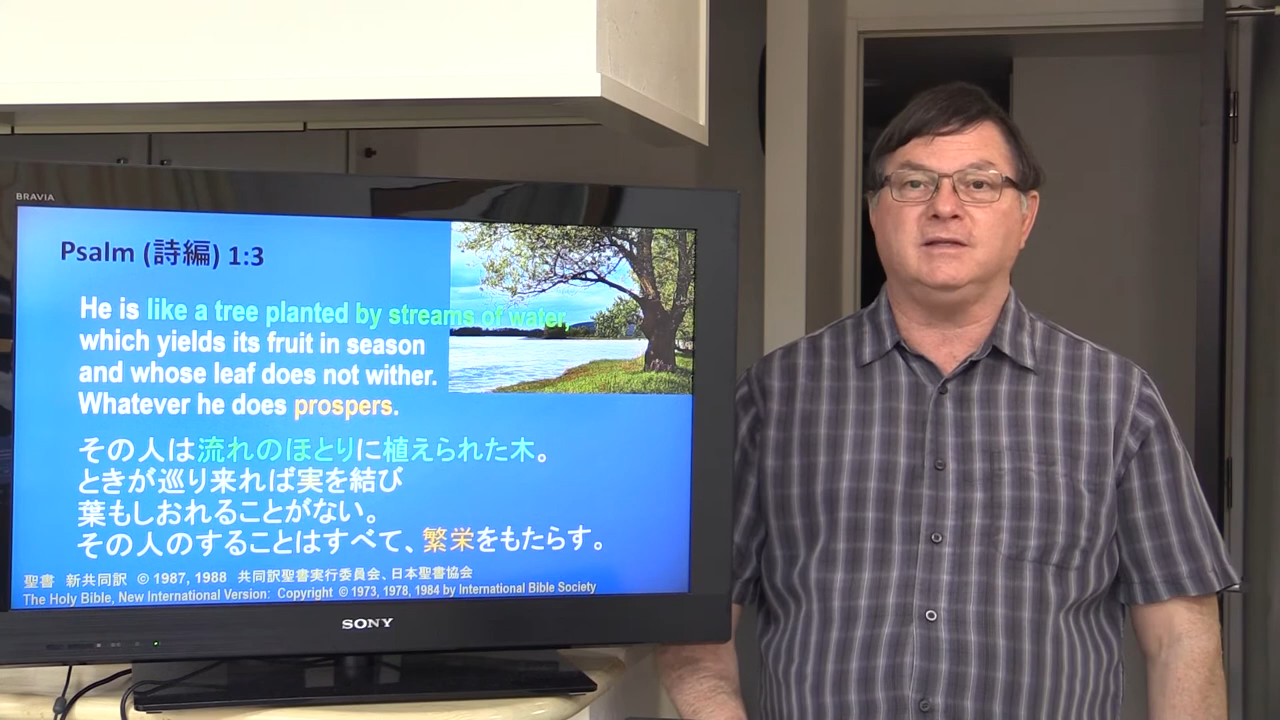 BRAVIA
Psalm (詩編) 1:3
He is like a tree planted by streams of water,
which yields its fruit in season
and whose leaf does not wither.
Whatever he does prospers.
その人は流れのほとりに植えられた木。
ときが巡り来れば実を結び
葉もしおれることがない。
その人のすることはすべて、繁栄をもたらす。
聖書 新共同訳 © 1987, 1988 共同訳聖書実行委員会、日本聖書協会
The Holy Bible, New International Version: Copyright © 1973, 1978, 1984 by International Bible Society
SONY